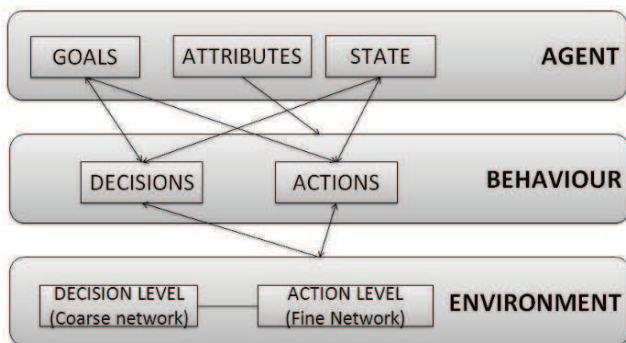 GOALS
ATTRIBUTES
STATE
AGENT
DECISIONS
ACTIONS
BEHAVIOUR
DECISION LEVEL
(Coarse network)
ACTION LEVEL
(Fine Network)
ENVIRONMENT